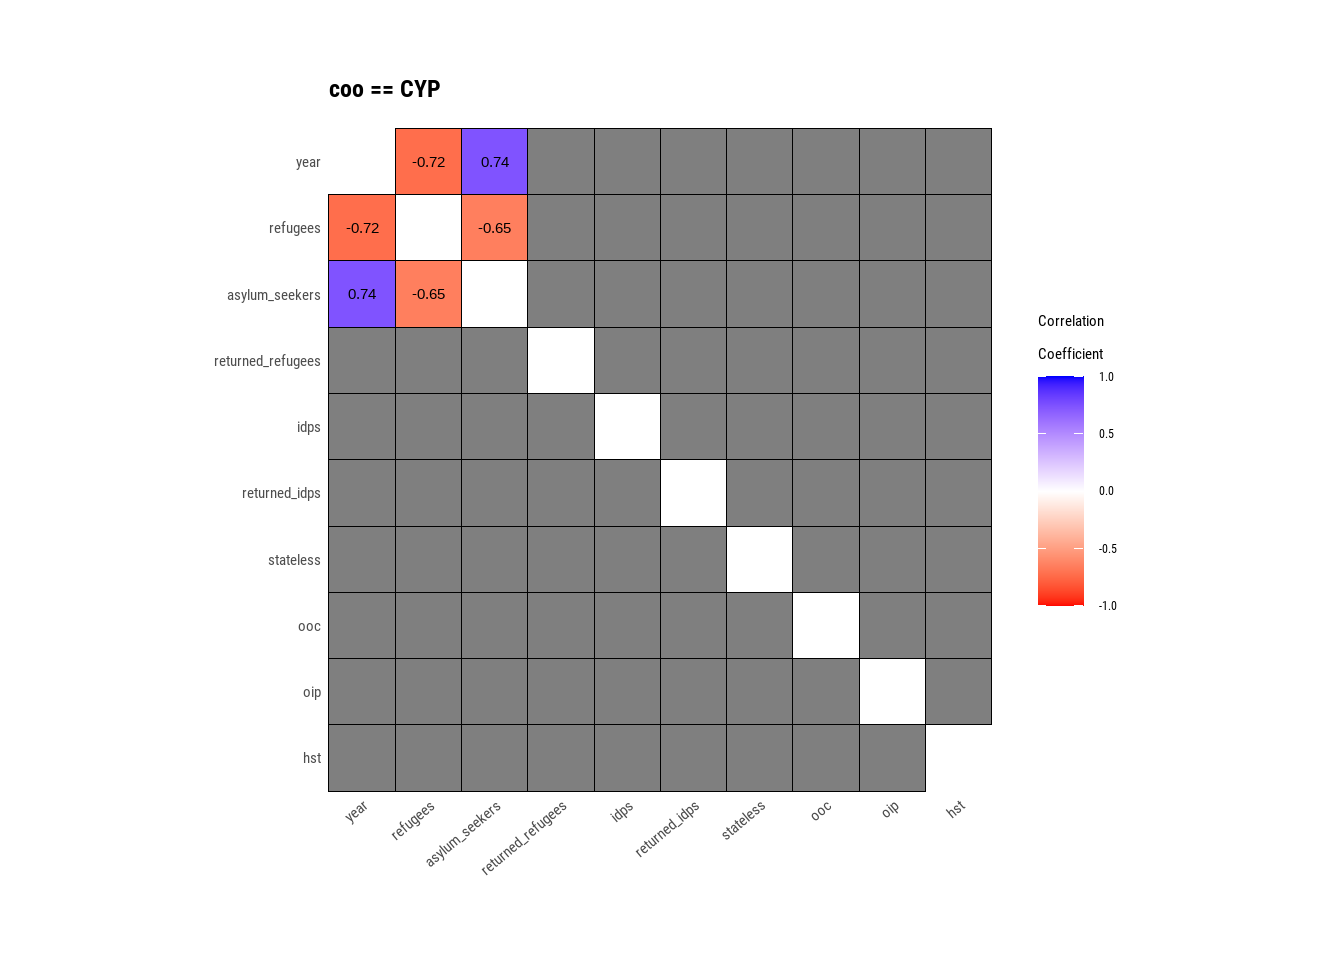 coo == CYP
year
-0.72
0.74
refugees
-0.72
-0.65
asylum_seekers
0.74
-0.65
returned_refugees
idps
returned_idps
stateless
ooc
oip
hst
year
refugees
asylum_seekers
returned_refugees
idps
returned_idps
stateless
ooc
oip
hst
Correlation
Coefficient
1.0
0.5
0.0
-0.5
-1.0